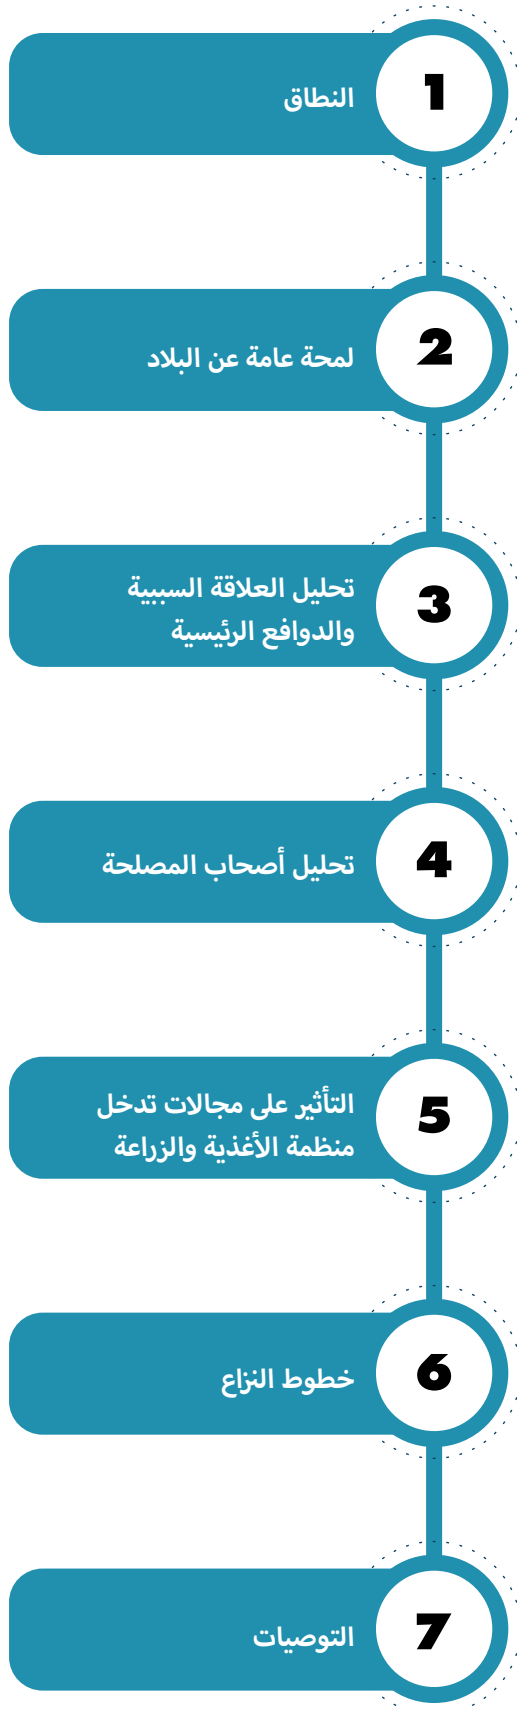 1
النطاق
2
لمحة عامة عن البلاد
3
تحليل العلاقة السببية
والدوافع الرئيسية
4
تحليل أصحاب المصلحة
5
التأثير على مجالات تدخل
منظمة الأغذية والزراعة
6
خطوط النزاع
7
التوصيات